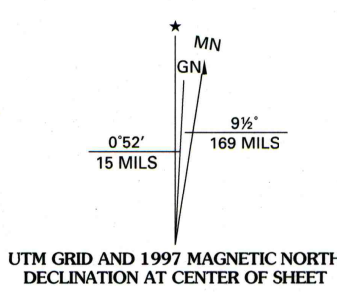 ★
MN
GN
0°52'
15 MILS
9½°
169 MILS
UTM GRID AND 1997 MAGNETIC NORTH
DECLINATION AT CENTER OF SHEET